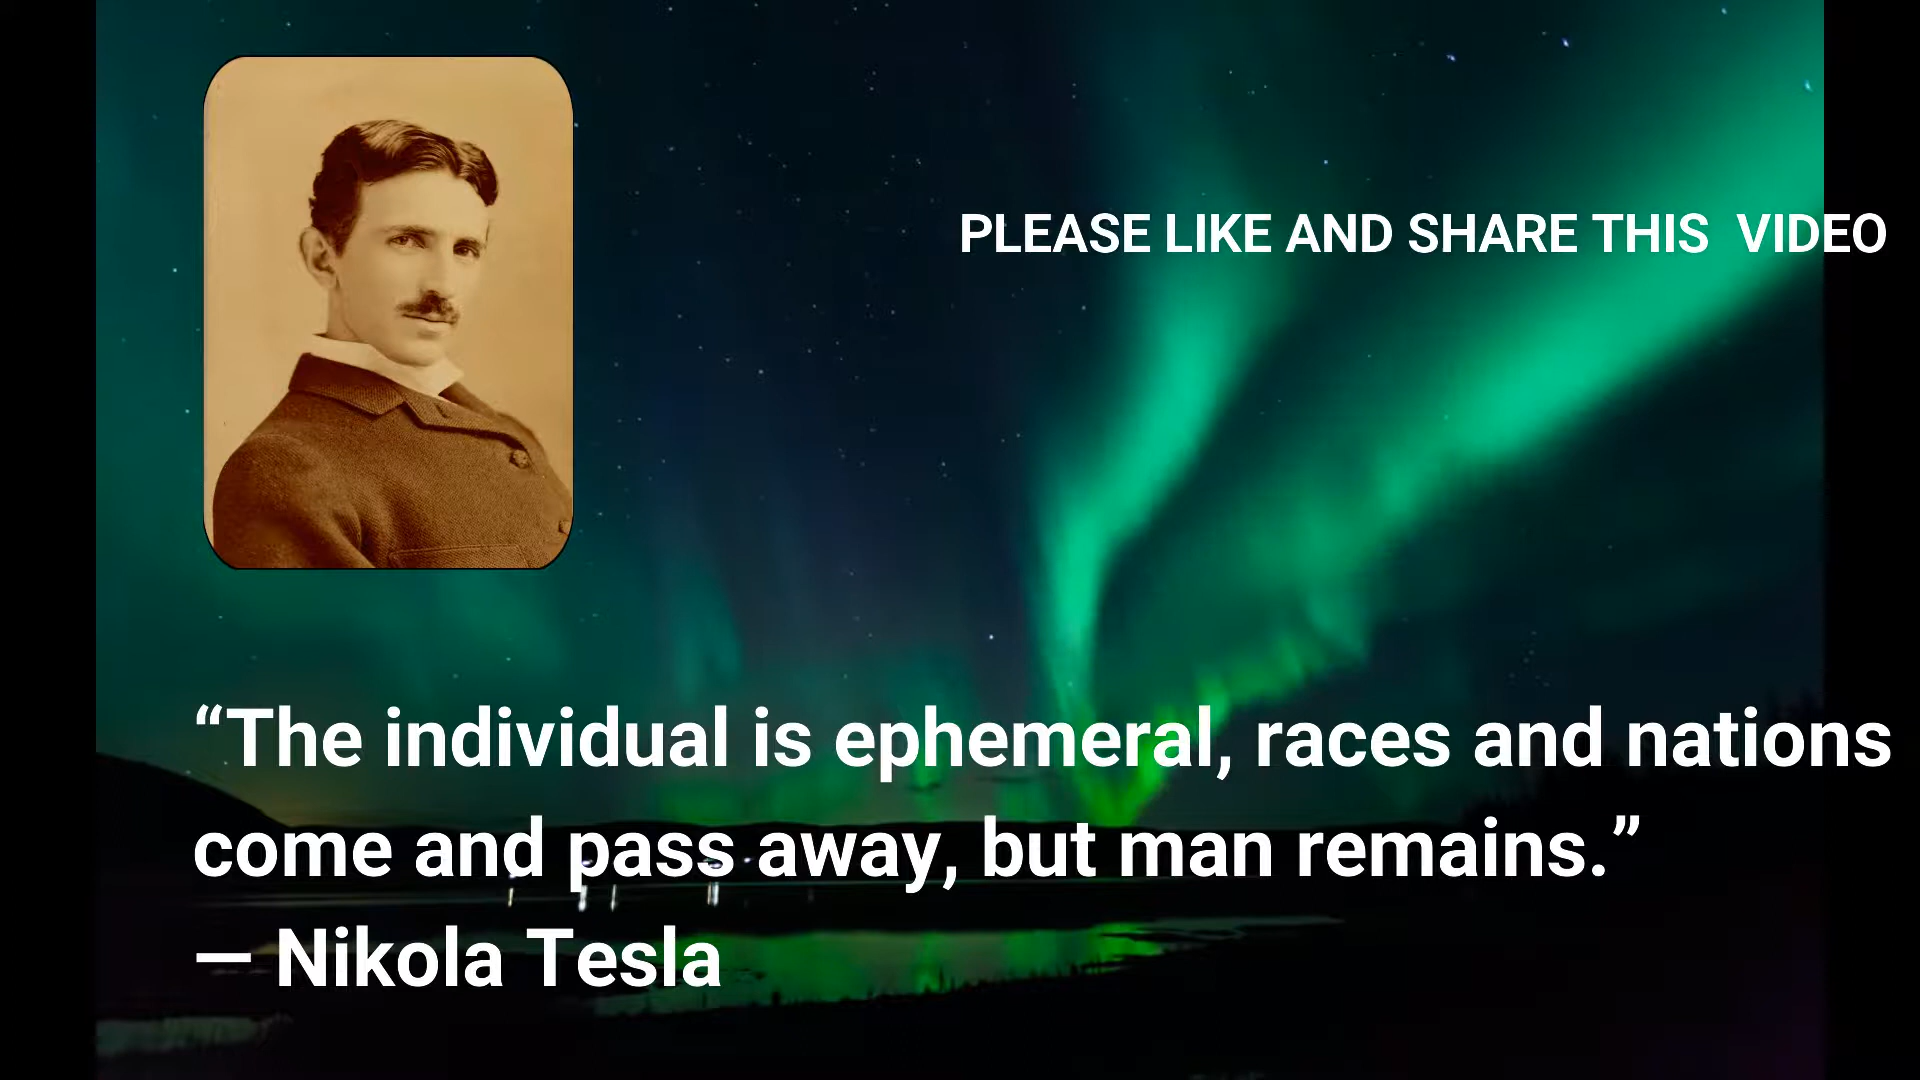 PLEASE LIKE AND SHARE THIS  VIDEO
“The individual is ephemeral, races and nations
come and pass away, but man remains.”
— Nikola Tesla